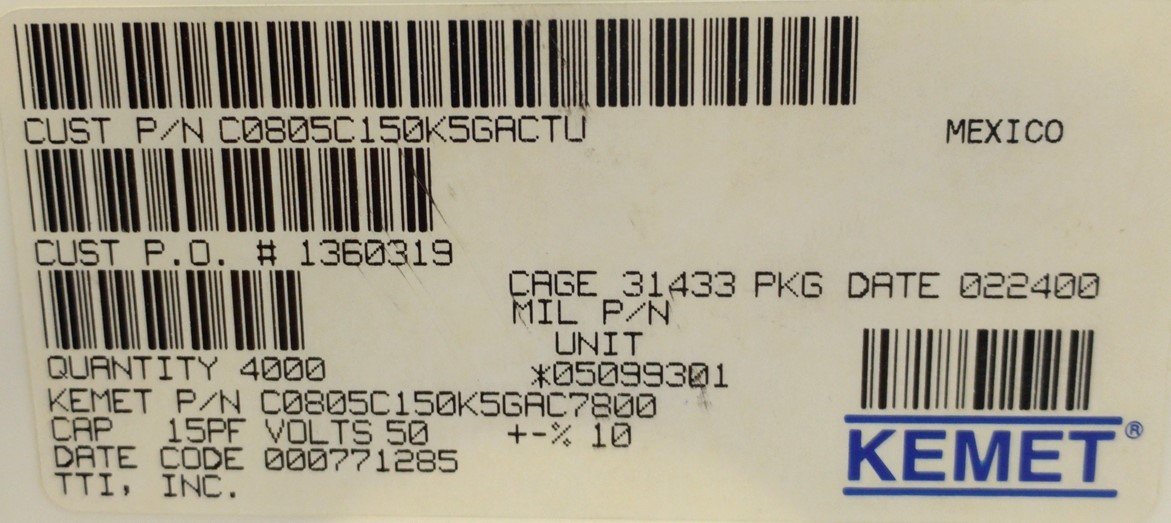 CUST P/N C0805C150K5GACTU
MEXICO
CUST P.O. # 1360319
CAGE 31433 PKG DATE 022400
MIL P/N
UNIT
QUANTITY 4000
*05099301
KEMET P/N C0805C150K5GAC7800
CAP 15PF VOLTS 50 +-% 10
DATE CODE 000771285
TTI, INC.
KEMET®